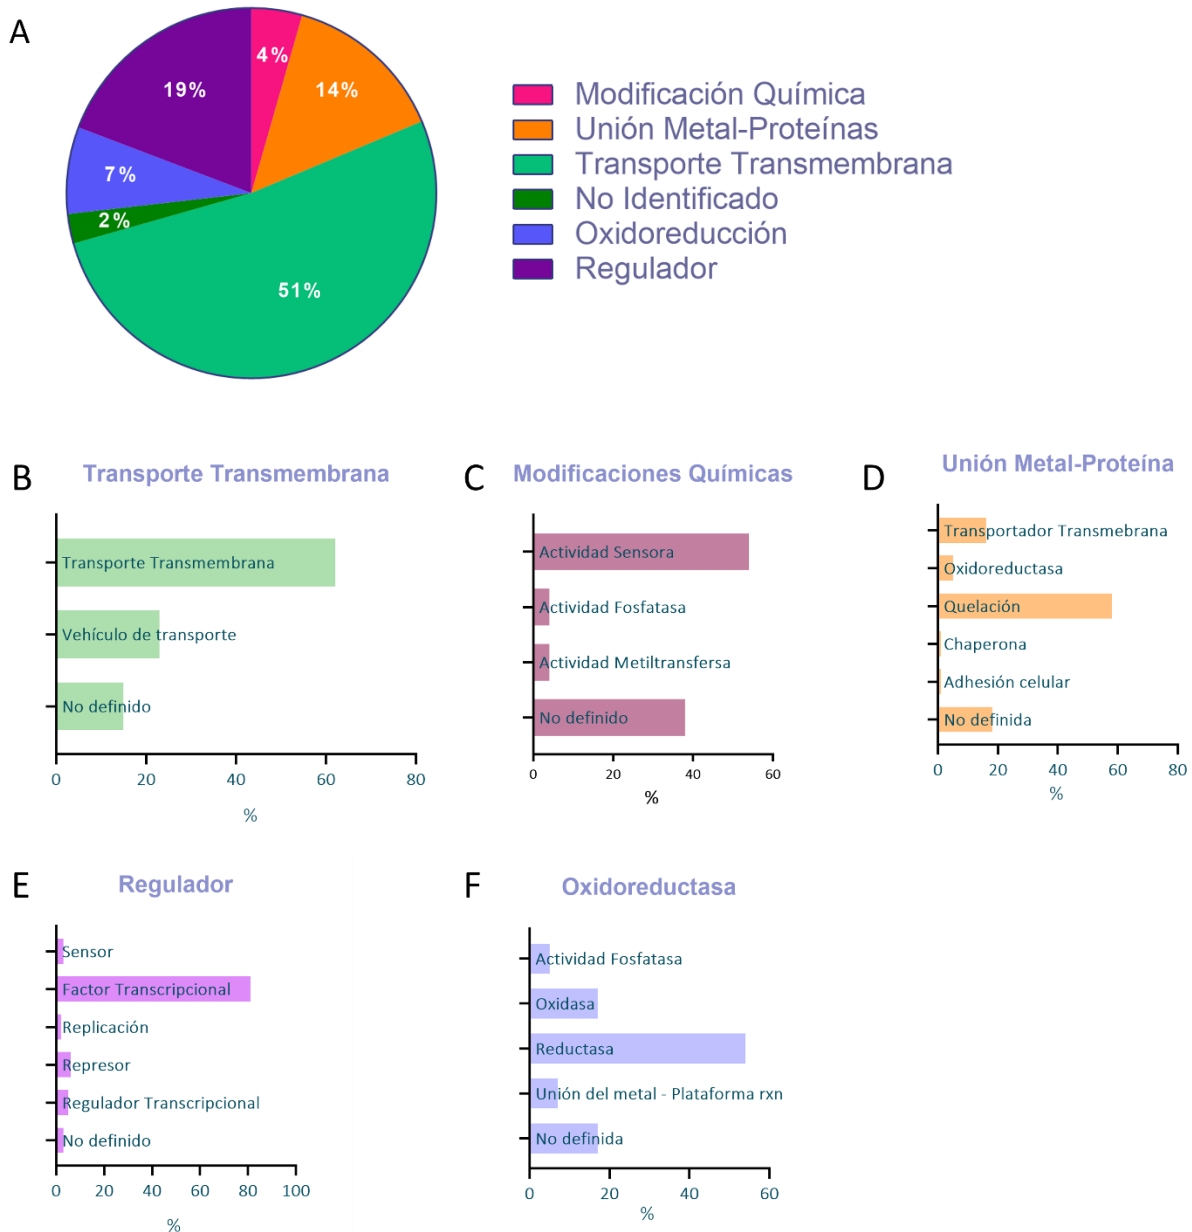 A
4%
14%
19%
7%
2%
51%
Modificación Química
Unión Metal-Proteínas
Transporte Transmembrana
No Identificado
Oxidoreducción
Regulador
B
Transporte Transmembrana
Transporte Transmembrana
Vehículo de transporte
No definido
0 20 40 60 80
%
C
Modificaciones Químicas
Actividad Sensora
Actividad Fosfatasa
Actividad Metiltransfersa
No definido
0 20 40 60
%
D
Unión Metal-Proteína
Transportador Transmebrana
Oxidoreductasa
Quelación
Chaperona
Adhesión celular
No definida
0 20 40 60 80
%
E
Regulador
Sensor
Factor Transcripcional
Replicación
Represor
Regulador Transcripcional
No definido
0 20 40 60 80 100
%
F
Oxidoreductasa
Actividad Fosfatasa
Oxidasa
Reductasa
Unión del metal - Plataforma rxn
No definida
0 20 40 60
%